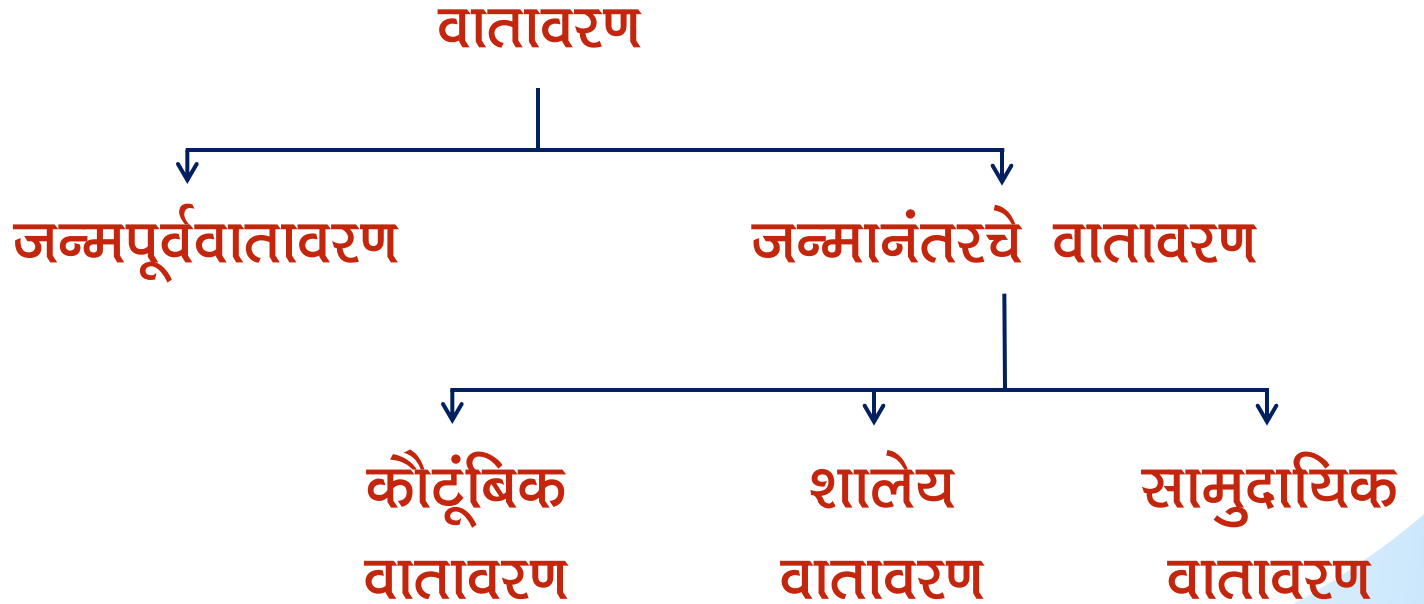 वातावरण
जन्मपूर्ववातावरण
जन्मानंतरचे वातावरण
कौटूंबिक
वातावरण
शालेय
वातावरण
सामुदायिक
वातावरण